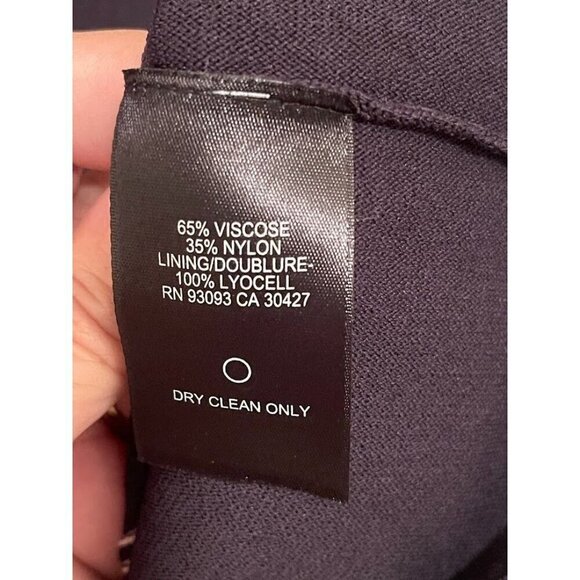 65% VISCOSE
35% NYLON
LINING/DOUBLURE-
100% LYOCELL
RN 93093 CA 30427
DRY CLEAN ONLY